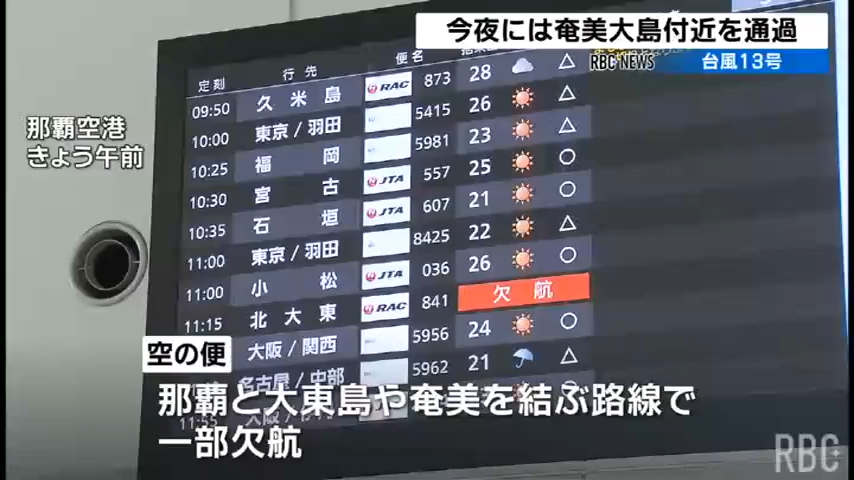 今夜には奄美大島付近を通過
RBC NEWS 台風13号
那覇空港
きょう午前
定刻 行先 便名
09:50 久米島 RAC 873 28 △
10:00 東京/羽田 5415 26 △
10:25 福岡 5981 23 △
10:30 宮古 JTA 557 25 ○
10:35 石垣 JTA 607 21 ○
11:00 東京/羽田 8425 22 △
11:00 小松 JTA 036 26 ○
11:15 北大東 RAC 841 欠航
大阪/関西 5956 24 ○
名古屋/中部 5962 21 △
11:55
空の便
那覇と大東島や奄美を結ぶ路線で
一部欠航
RBC